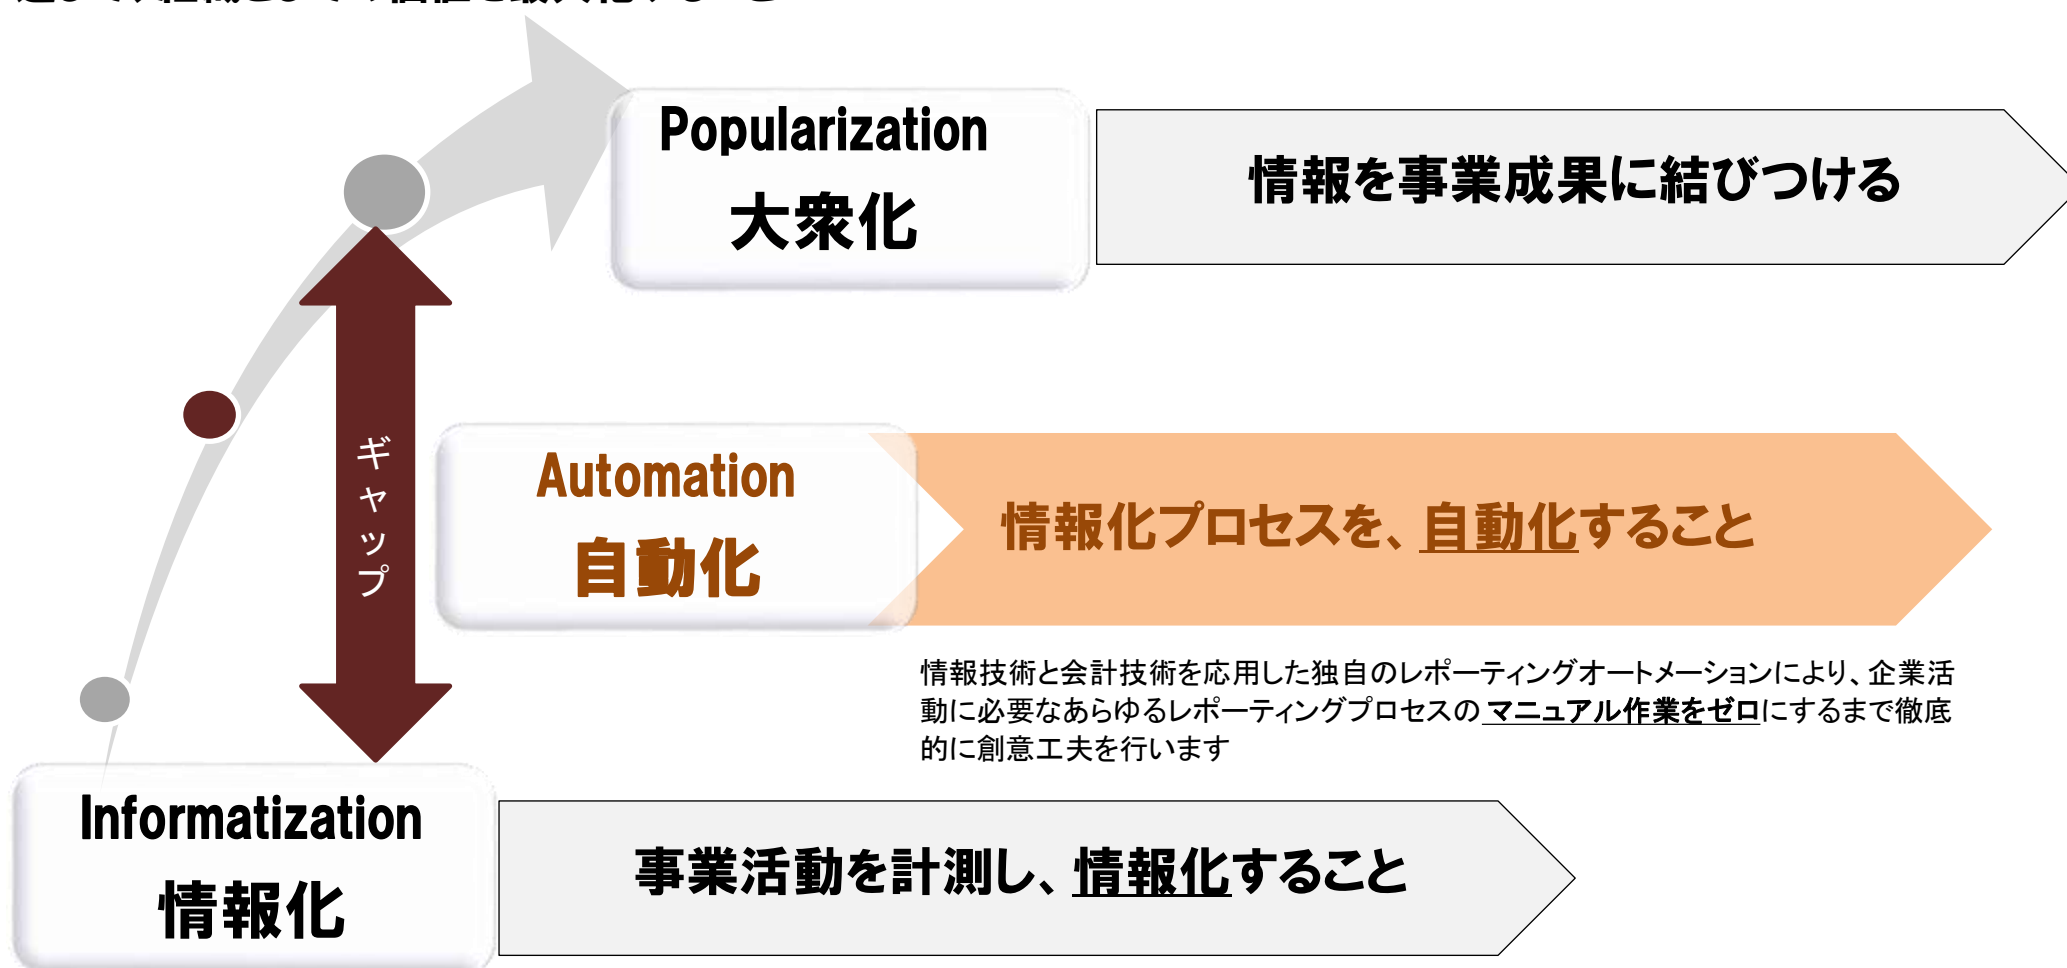 Popularization
大衆化
情報を事業成果に結びつける
ギャップ
Automation
自動化
情報化プロセスを、自動化すること
情報技術と会計技術を応用した独自のレポーティングオートメーションにより、企業活
動に必要なあらゆるレポーティングプロセスのマニュアル作業をゼロにするまで徹底
的に創意工夫を行います
Informatization
情報化
事業活動を計測し、情報化すること